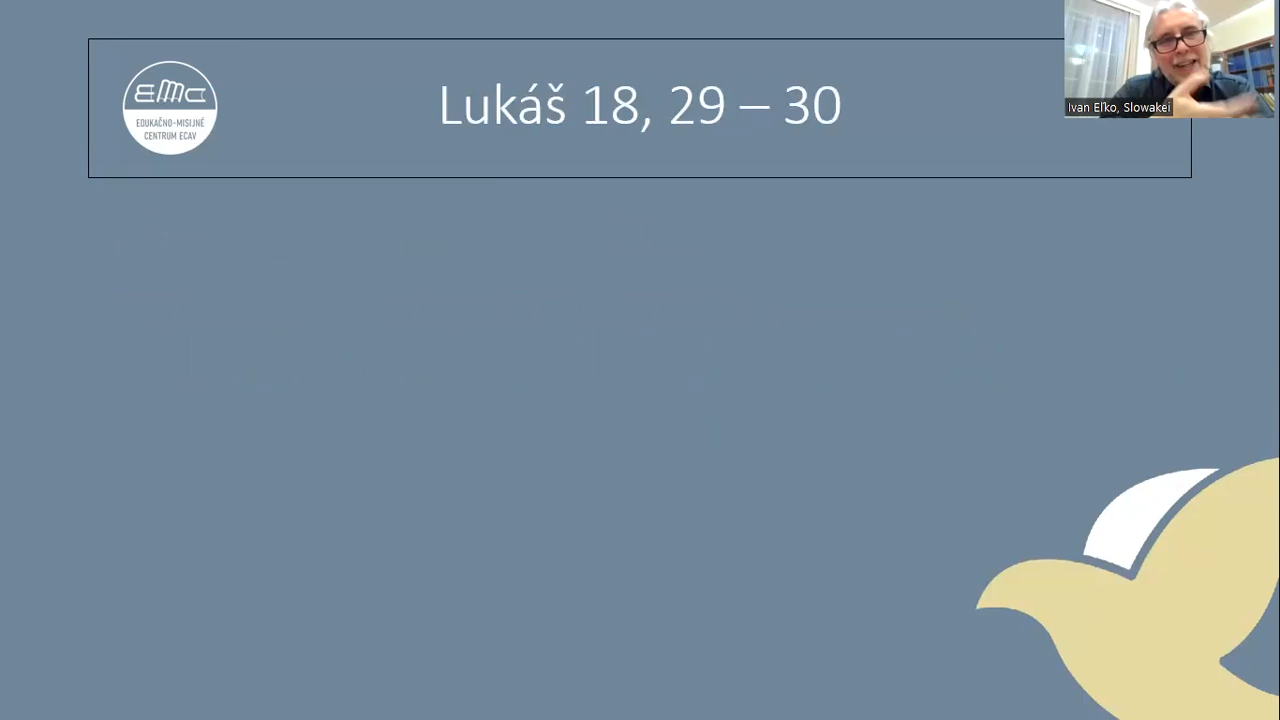 EMC
EDUKAČNO-MISIJNÉ
CENTRUM ECAV
Lukáš 18, 29 – 30
Ivan Eľko, Slowakei